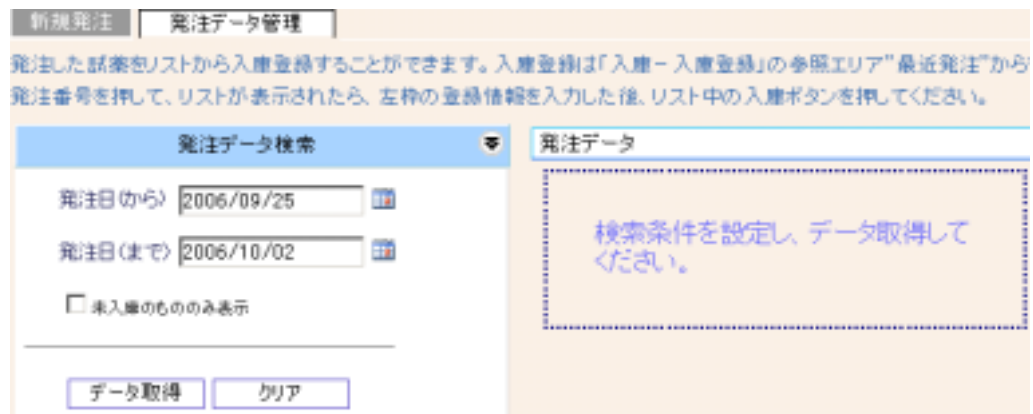 新規発注 発注データ管理
発注した試薬をリストから入庫登録することができます。入庫登録は「入庫－入庫登録」の参照エリア"最近発注"から
発注番号を押して、リストが表示されたら、左枠の登録情報を入力した後、リスト中の入庫ボタンを押してください。
発注データ検索
発注データ
発注日(から) 2006/09/25
発注日(まで) 2006/10/02
未入庫のもののみ表示
データ取得 クリア
検索条件を設定し、データ取得して
ください。